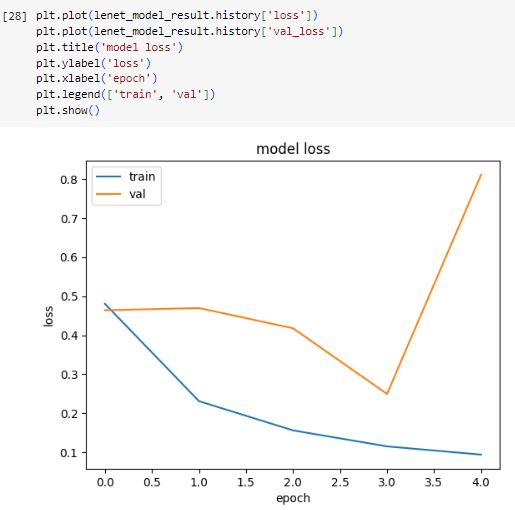 [28] plt.plot(lenet_model_result.history['loss'])
plt.plot(lenet_model_result.history['val_loss'])
plt.title('model loss')
plt.ylabel('loss')
plt.xlabel('epoch')
plt.legend(['train', 'val'])
plt.show()
model loss
train
val
0.8
0.7
0.6
0.5
0.4
0.3
0.2
0.1
loss
0.0 0.5 1.0 1.5 2.0 2.5 3.0 3.5 4.0
epoch